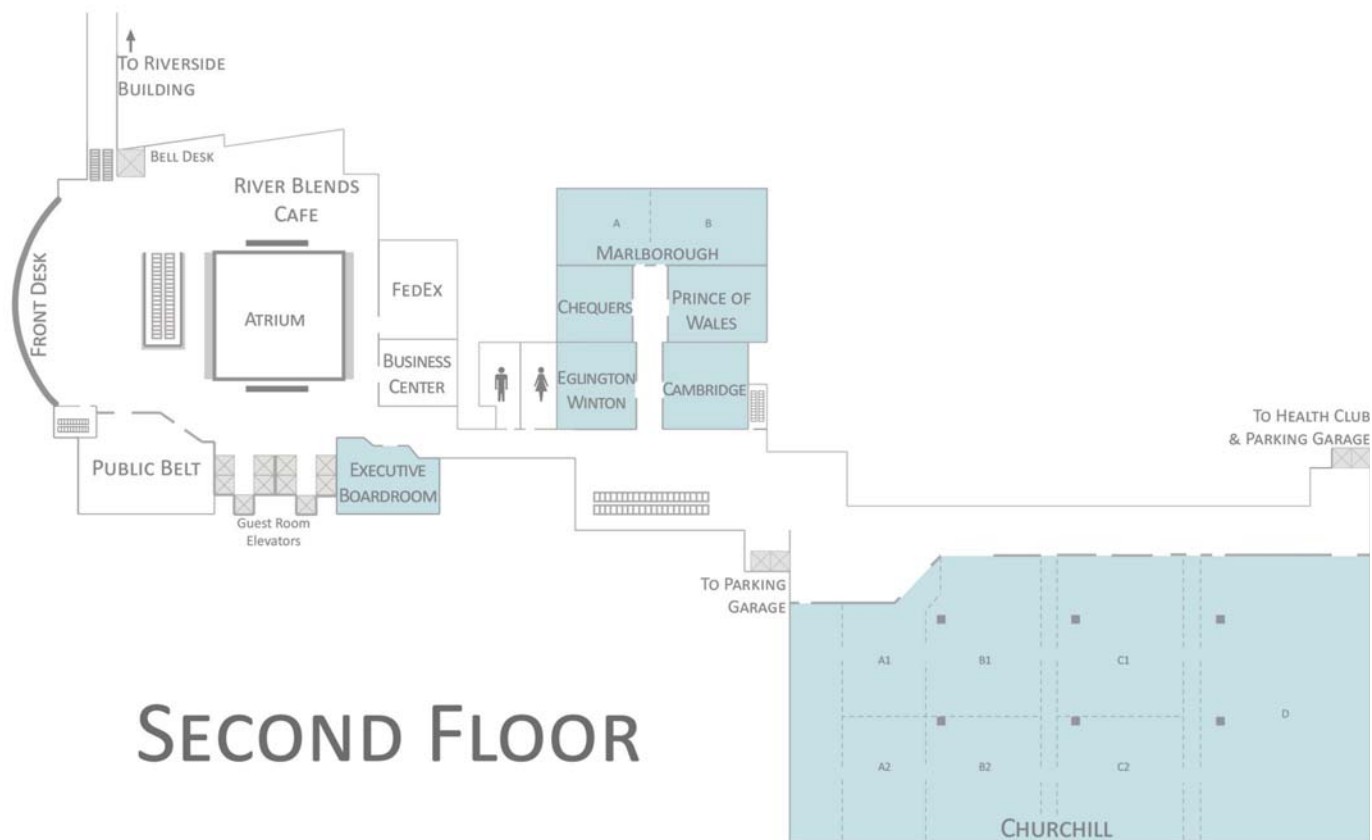 To Riverside
Building
Bell Desk
River Blends
Cafe
Front Desk
Atrium
FedEx
Business
Center
A
B
Marlborough
Chequers
Prince of
Wales
Eglington
Winton
Cambridge
To Health Club
& Parking Garage
Public Belt
Executive
Boardroom
Guest Room
Elevators
To Parking
Garage
A1
B1
C1
D
A2
B2
C2
Churchill
Second Floor